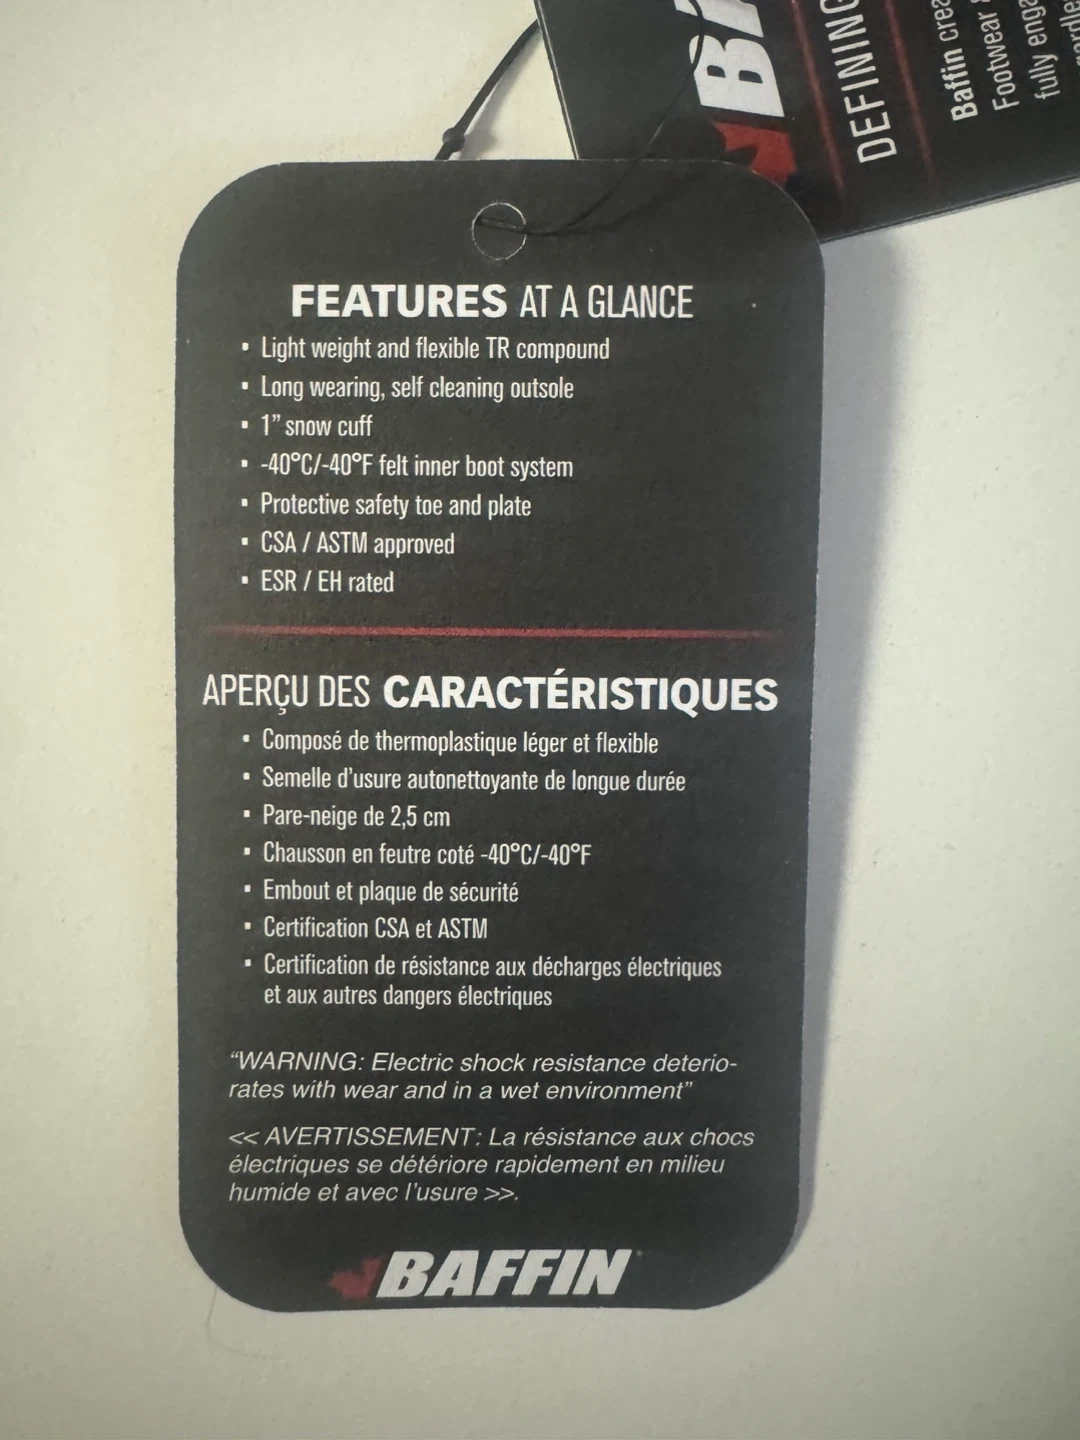 BA
DEFINING
Baffin crea
Footwear &
fully enga
FEATURES AT A GLANCE
▪ Light weight and flexible TR compound
▪ Long wearing, self cleaning outsole
▪ 1” snow cuff
▪ -40°C/-40°F felt inner boot system
▪ Protective safety toe and plate
▪ CSA / ASTM approved
▪ ESR / EH rated
APERÇU DES CARACTÉRISTIQUES
▪ Composé de thermoplastique léger et flexible
▪ Semelle d'usure autonettoyante de longue durée
▪ Pare-neige de 2,5 cm
▪ Chausson en feutre coté -40°C/-40°F
▪ Embout et plaque de sécurité
▪ Certification CSA et ASTM
▪ Certification de résistance aux décharges électriques
et aux autres dangers électriques
“WARNING: Electric shock resistance deterio-
rates with wear and in a wet environment”
<< AVERTISSEMENT: La résistance aux chocs
électriques se détériore rapidement en milieu
humide et avec l'usure >>.
BAFFIN